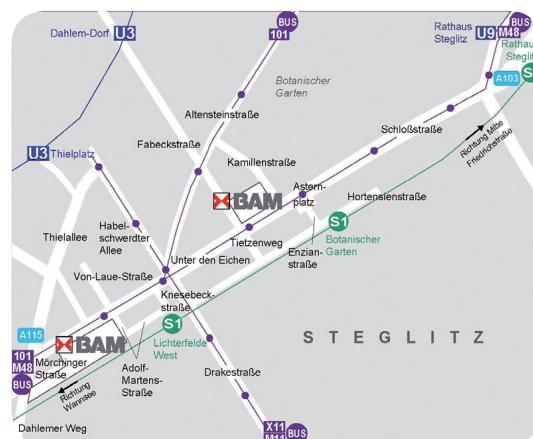 Dahlem-Dorf U3
BUS
101
Rathaus
Steglitz
U9
BUS
M48
Rathaus
Steglitz
S1
A103
Botanischer
Garten
Altensteinstraße
Schloßstraße
Richtung Mitte
Friedrichstraße
Fabeckstraße
U3 Thielplatz
Kamillenstraße
BAM
Astern-
platz
Hortensienstraße
Thielallee
Habel-
schwerdter
Allee
Tietzenweg
S1
Botanischer
Garten
Enzian-
straße
Unter den Eichen
Von-Laue-Straße
Knesebeck-
straße
S1
Lichterfelde
West
STEGLITZ
A115
BAM
101
M48
BUS
Mörchinger
Straße
Adolf-
Martens-
Straße
Richtung
Wannsee
Drakestraße
Dahlemer Weg
X11
M11
BUS